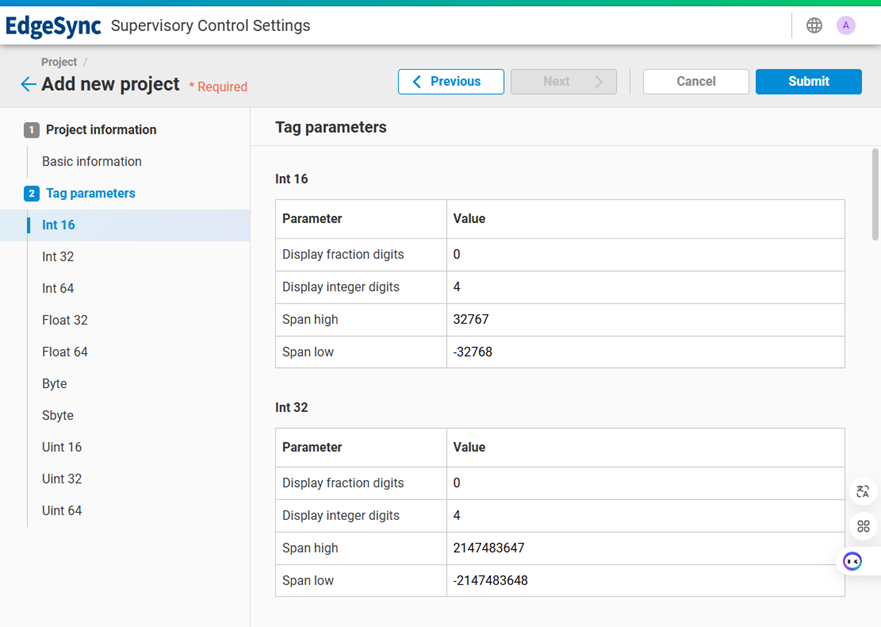 EdgeSync Supervisory Control Settings
A
Project /
Add new project * Required
Previous
Next
Cancel
Submit
1 Project information
Basic information
2 Tag parameters
Int 16
Int 32
Int 64
Float 32
Float 64
Byte
Sbyte
Uint 16
Uint 32
Uint 64
Tag parameters
Int 16
Parameter Value
Display fraction digits 0
Display integer digits 4
Span high 32767
Span low -32768
Int 32
Parameter Value
Display fraction digits 0
Display integer digits 4
Span high 2147483647
Span low -2147483648